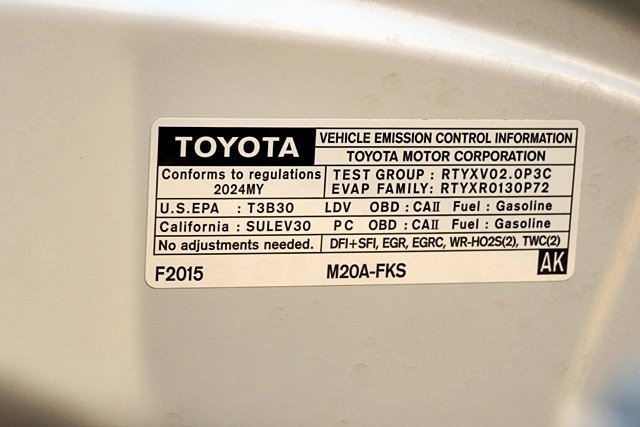 TOYOTA
VEHICLE EMISSION CONTROL INFORMATION
TOYOTA MOTOR CORPORATION
Conforms to regulations
2024MY
TEST GROUP : RTYXV02.0P3C
EVAP FAMILY: RTYXR0130P72
U.S.EPA : T3B30 LDV OBD : CAII Fuel : Gasoline
California : SULEV30 PC OBD : CAII Fuel : Gasoline
No adjustments needed. DFI+SFI, EGR, EGRC, WR-HO2S(2), TWC(2)
F2015 M20A-FKS AK